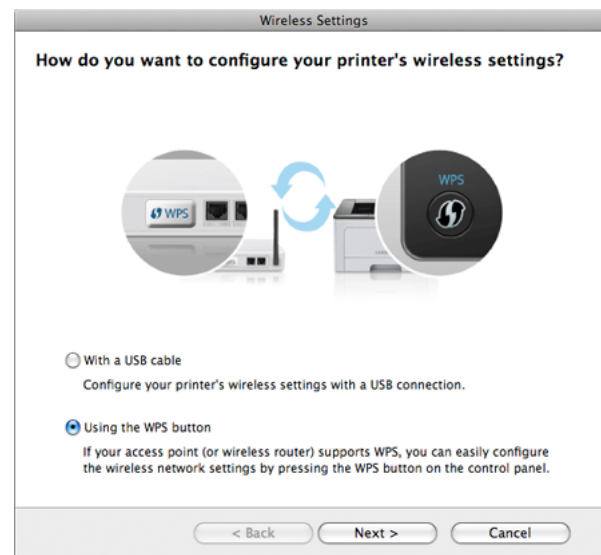 Wireless Settings
How do you want to configure your printer's wireless settings?
WPS
WPS
With a USB cable
Configure your printer's wireless settings with a USB connection.
Using the WPS button
If your access point (or wireless router) supports WPS, you can easily configure
the wireless network settings by pressing the WPS button on the control panel.
< Back
Next >
Cancel